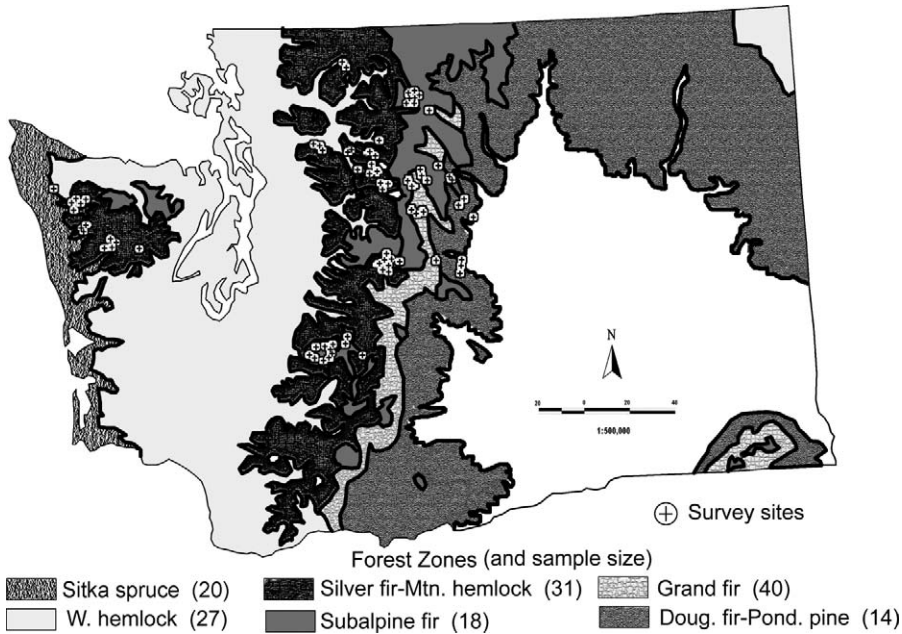 N
20 0 20 40
1:500,000
Survey sites
Forest Zones (and sample size)
Sitka spruce (20) Silver fir-Mtn. hemlock (31) Grand fir (40)
W. hemlock (27) Subalpine fir (18) Doug. fir-Pond. pine (14)